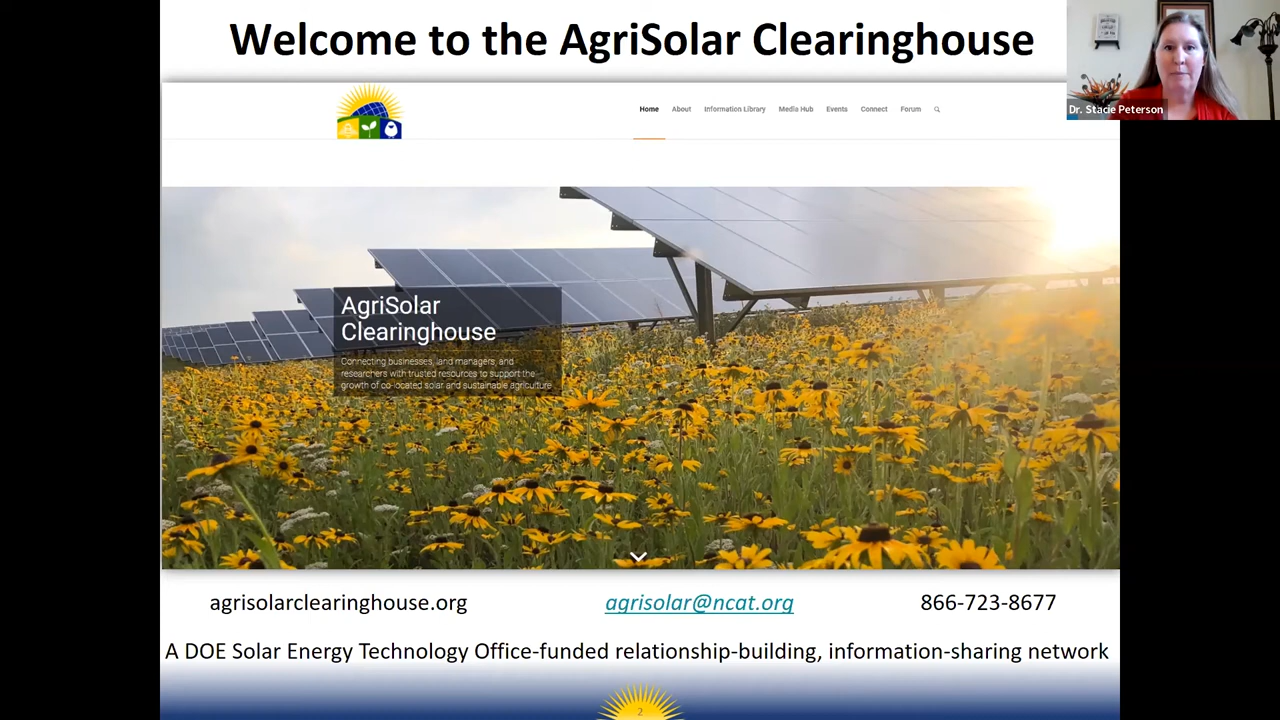 Welcome to the AgriSolar Clearinghouse
Dr. Stacie Peterson
Home About Information Library Media Hub Events Connect Forum
AgriSolar
Clearinghouse
Connecting businesses, land managers, and
researchers with trusted resources to support the
growth of co-located solar and sustainable agriculture
agrisolarclearinghouse.org agrisolar@ncat.org 866-723-8677
A DOE Solar Energy Technology Office-funded relationship-building, information-sharing network
2